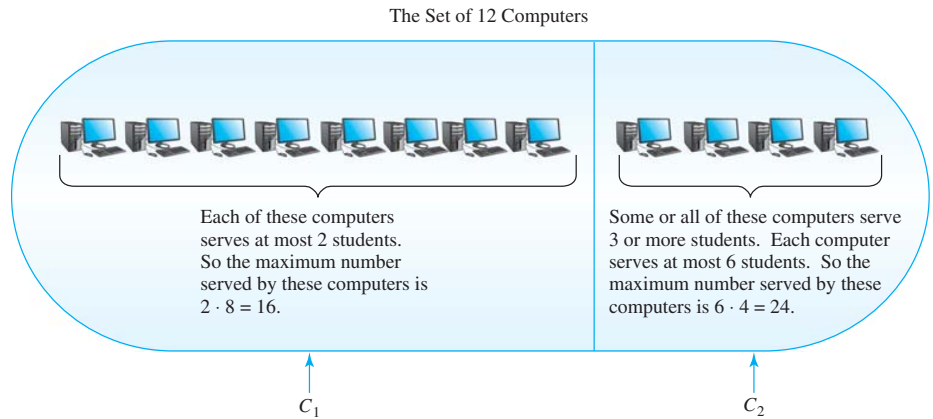 The Set of 12 Computers
Each of these computers
serves at most 2 students.
So the maximum number
served by these computers is
2 · 8 = 16.
Some or all of these computers serve
3 or more students. Each computer
serves at most 6 students. So the
maximum number served by these
computers is 6 · 4 = 24.
C₁
C₂